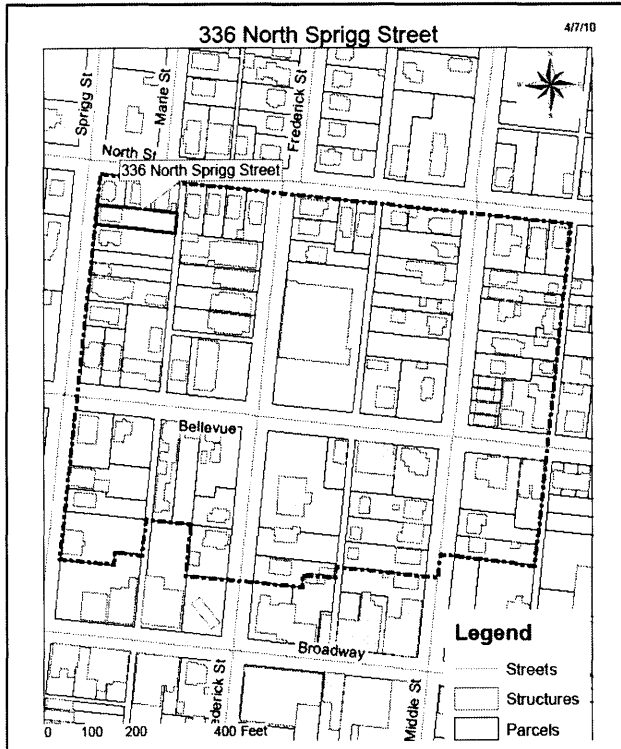 336 North Sprigg Street
4/7/10
Sprigg St
Marie St
Frederick St
North St
336 North Sprigg Street
Bellevue
Broadway
ederick St
Middle St
Legend
Streets
Structures
Parcels
0 100 200 400 Feet